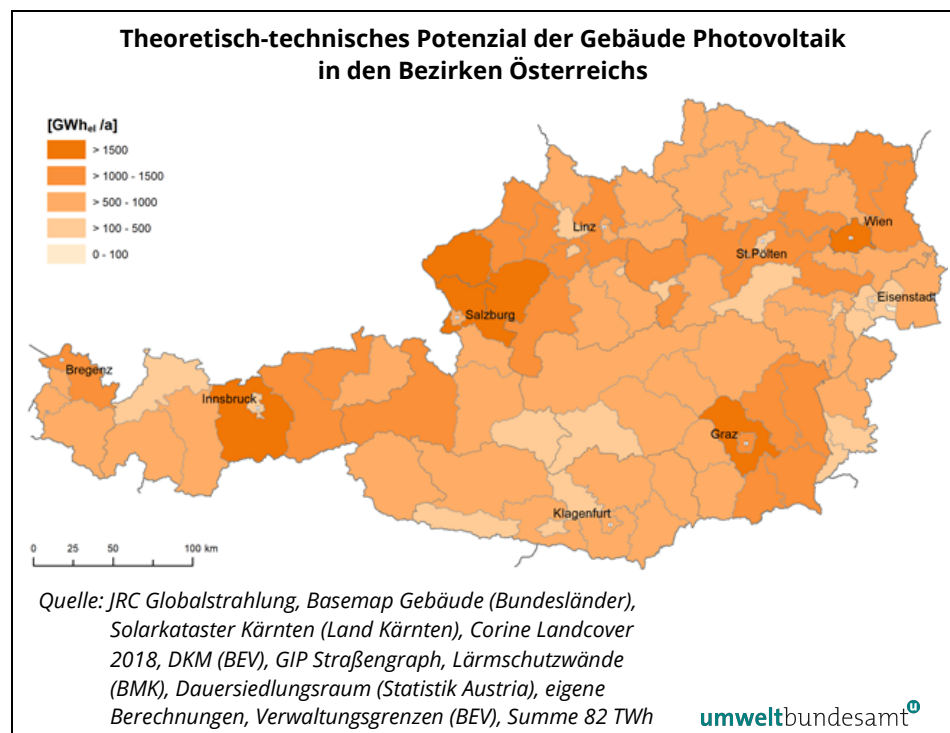 Theoretisch-technisches Potenzial der Gebäude Photovoltaik
in den Bezirken Österreichs
[GWhel /a]
> 1500
> 1000 - 1500
> 500 - 1000
> 100 - 500
0 - 100
Wien
Linz
St.Pölten
Eisenstadt
Salzburg
Bregenz
Innsbruck
Graz
Klagenfurt
0 25 50 100 km
Quelle: JRC Globalstrahlung, Basemap Gebäude (Bundesländer),
Solarkataster Kärnten (Land Kärnten), Corine Landcover
2018, DKM (BEV), GIP Straßengraph, Lärmschutzwände
(BMK), Dauersiedlungsraum (Statistik Austria), eigene
Berechnungen, Verwaltungsgrenzen (BEV), Summe 82 TWh
umweltbundesamt u